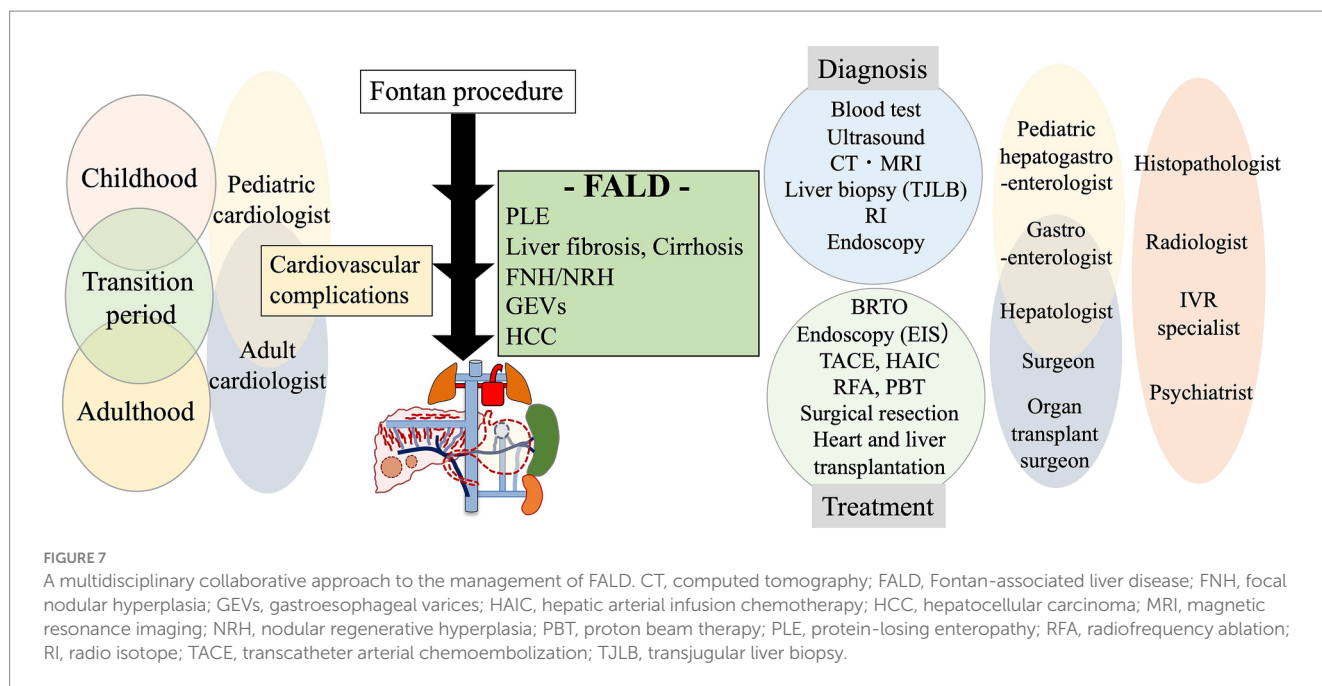 Childhood
Transition
period
Adulthood
Pediatric
cardiologist
Adult
cardiologist
Fontan procedure
Cardiovascular
complications
- FALD -
PLE
Liver fibrosis, Cirrhosis
FNH/NRH
GEVs
HCC
Diagnosis
Blood test
Ultrasound
CT・MRI
Liver biopsy (TJLB)
RI
Endoscopy
BRTO
Endoscopy (EIS）
TACE, HAIC
RFA, PBT
Surgical resection
Heart and liver
transplantation
Treatment
Pediatric
hepatogastro
-enterologist
Gastro
-enterologist
Hepatologist
Surgeon
Organ
transplant
surgeon
Histopathologist
Radiologist
IVR
specialist
Psychiatrist
FIGURE 7
A multidisciplinary collaborative approach to the management of FALD. CT, computed tomography; FALD, Fontan-associated liver disease; FNH, focal
nodular hyperplasia; GEVs, gastroesophageal varices; HAIC, hepatic arterial infusion chemotherapy; HCC, hepatocellular carcinoma; MRI, magnetic
resonance imaging; NRH, nodular regenerative hyperplasia; PBT, proton beam therapy; PLE, protein-losing enteropathy; RFA, radiofrequency ablation;
RI, radio isotope; TACE, transcatheter arterial chemoembolization; TJLB, transjugular liver biopsy.